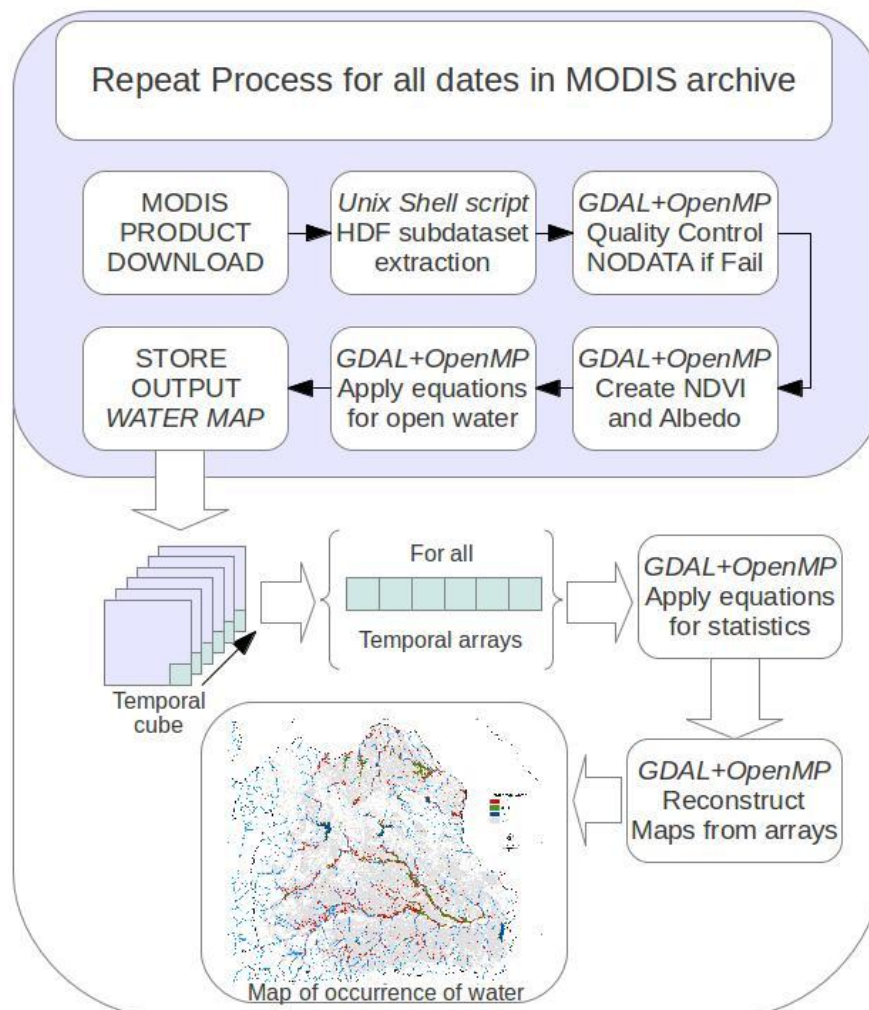 Repeat Process for all dates in MODIS archive
MODIS
PRODUCT
DOWNLOAD
Unix Shell script
HDF subdataset
extraction
GDAL+OpenMP
Quality Control
NODATA if Fail
STORE
OUTPUT
WATER MAP
GDAL+OpenMP
Apply equations
for open water
GDAL+OpenMP
Create NDVI
and Albedo
Temporal
cube
For all
Temporal arrays
GDAL+OpenMP
Apply equations
for statistics
GDAL+OpenMP
Reconstruct
Maps from arrays
Map of occurrence of water